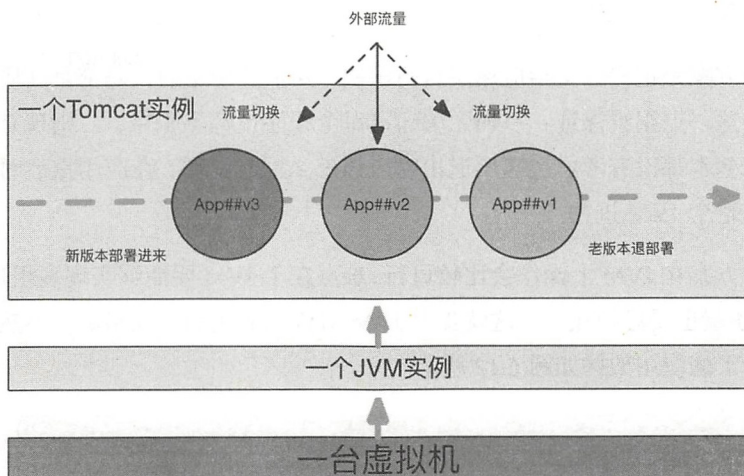 外部流量
一个Tomcat实例
流量切换
流量切换
App##v3
App##v2
App##v1
新版本部署进来
老版本退部署
一个JVM实例
一台虚拟机